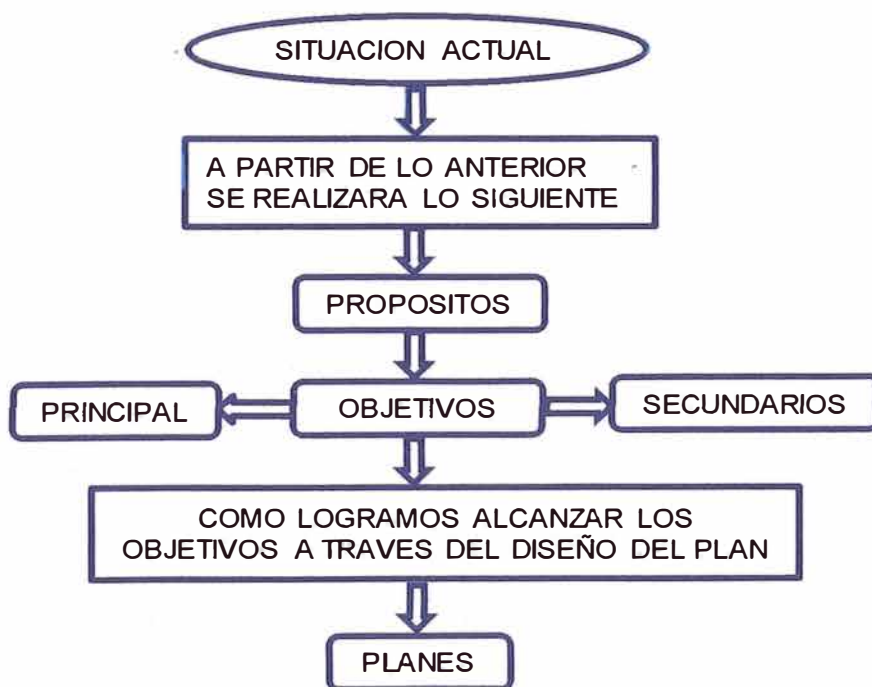 SITUACION ACTUAL
A PARTIR DE LO ANTERIOR
SE REALIZARA LO SIGUIENTE
PROPOSITOS
PRINCIPAL
OBJETIVOS
SECUNDARIOS
COMO LOGRAMOS ALCANZAR LOS
OBJETIVOS A TRAVES DEL DISEÑO DEL PLAN
PLANES